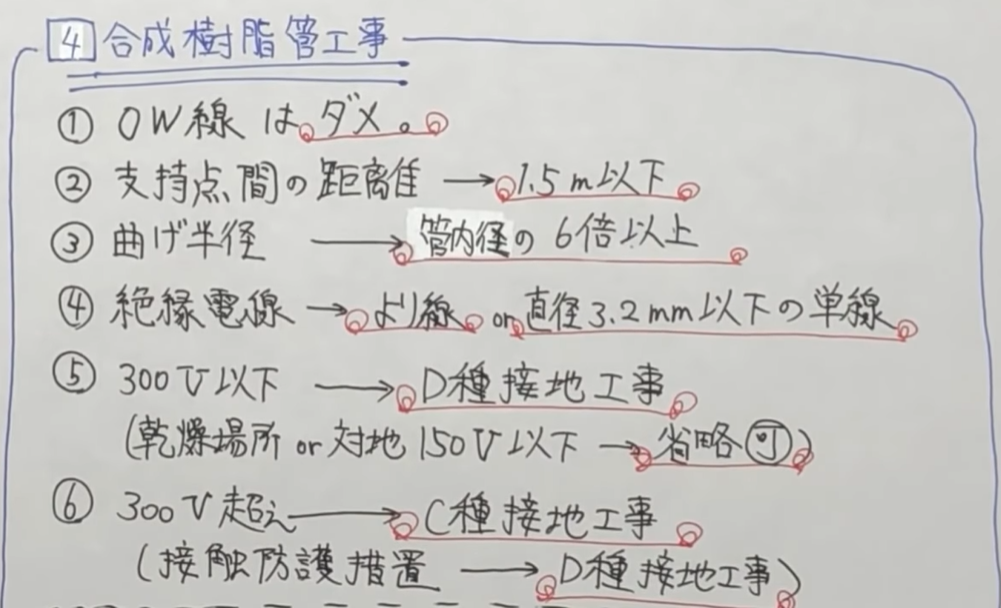 4 合成樹脂管工事
① OW線はダメ。
② 支持点間の距離 → 1.5m以下
③ 曲げ半径 → 管内径の6倍以上
④ 絶縁電線 → より線 or 直径3.2mm以下の単線
⑤ 300V以下 → D種接地工事
(乾燥場所 or 対地150V以下 → 省略可)
⑥ 300V超え → C種接地工事
(接触防護措置 → D種接地工事)